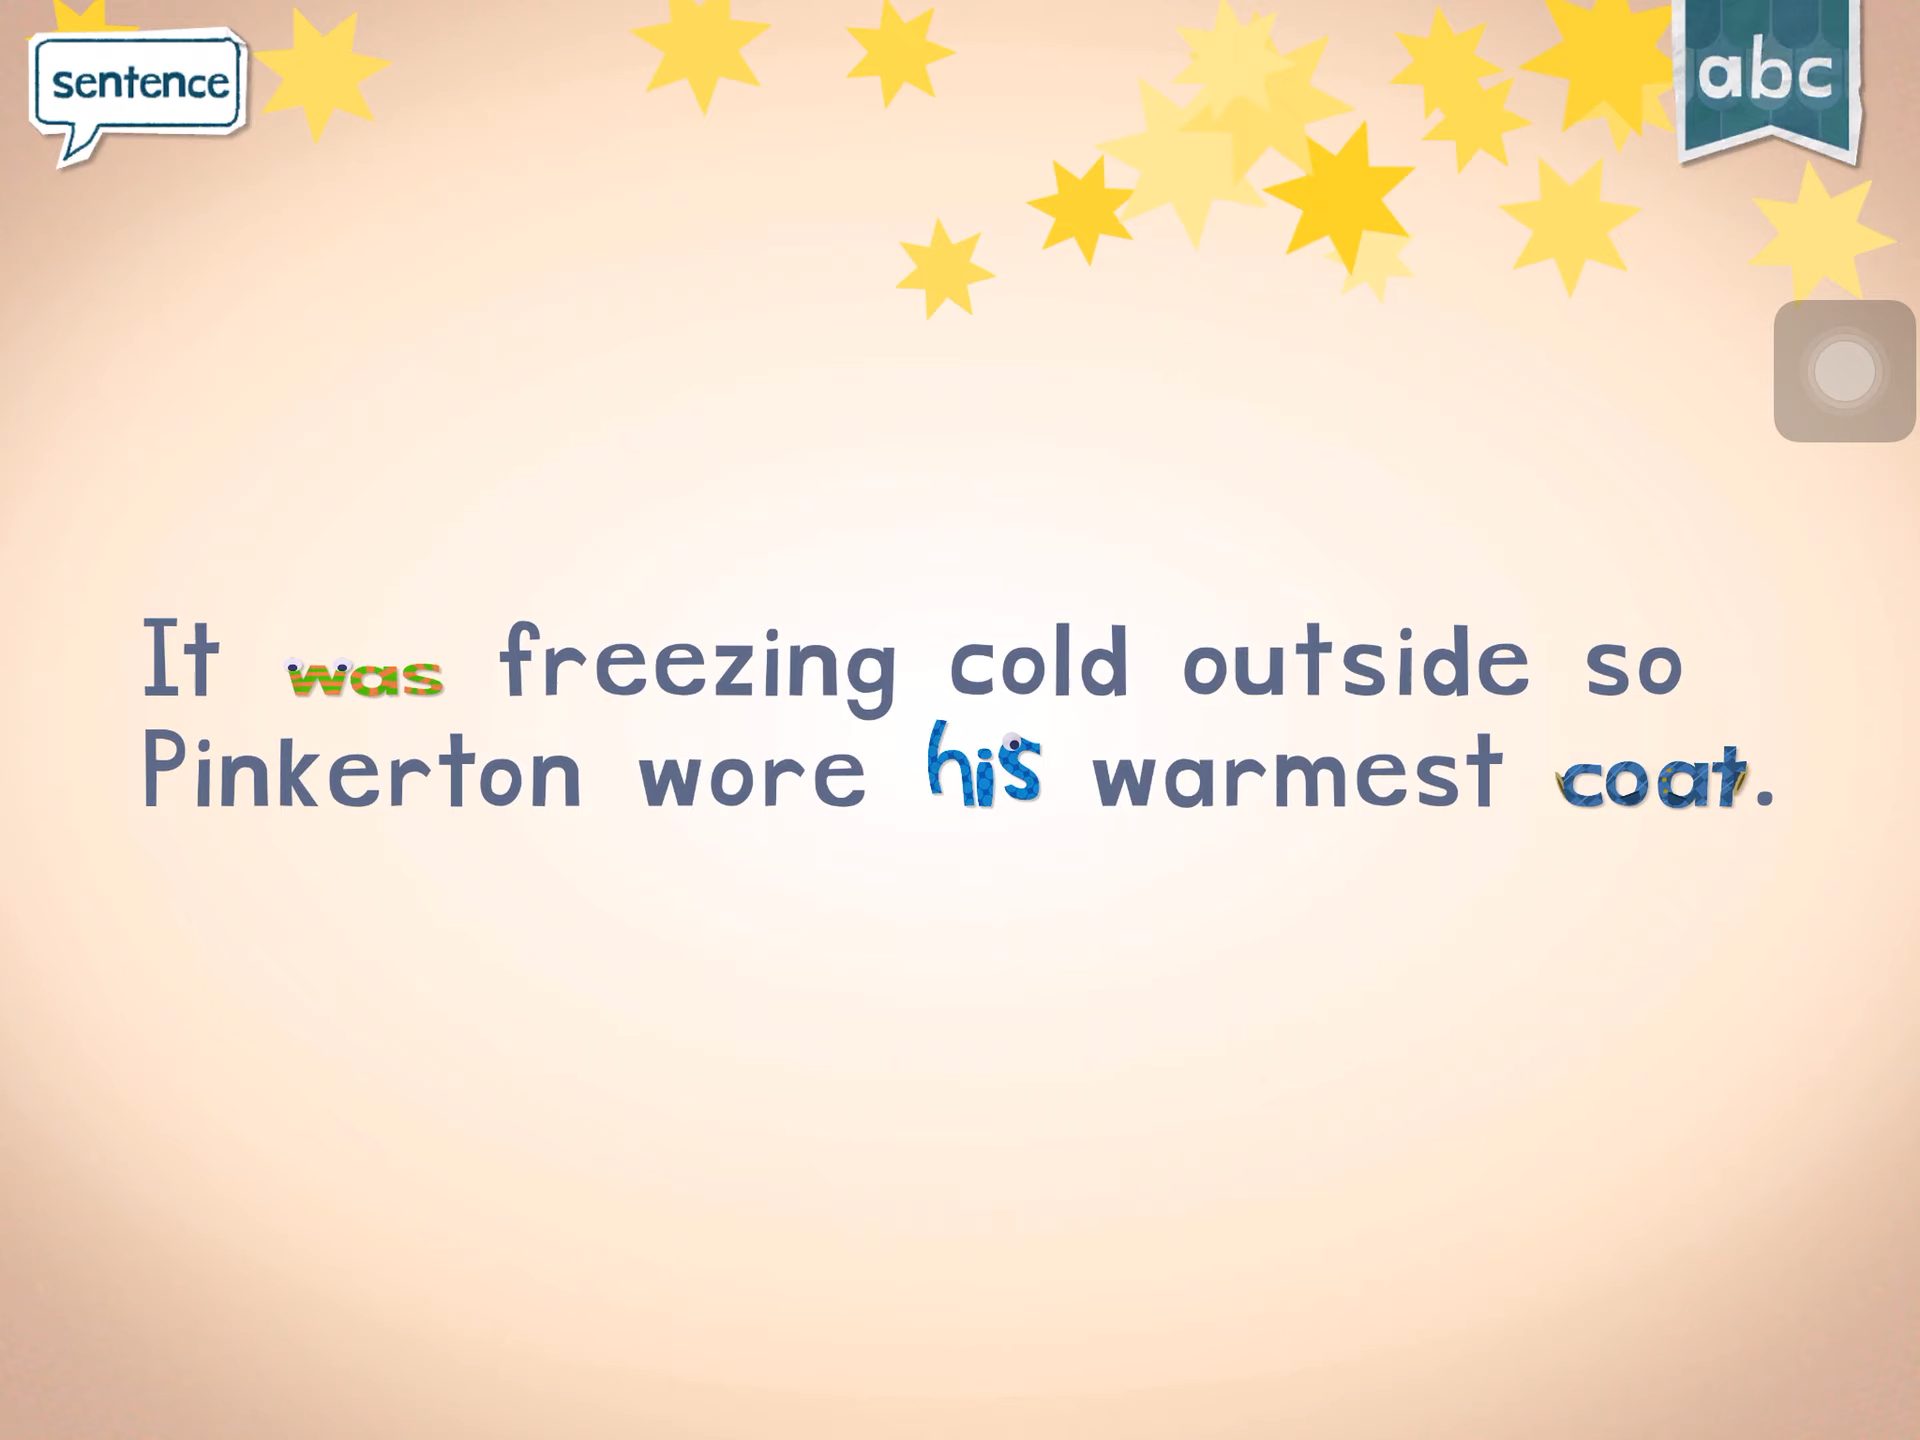 sentence
abc
It was freezing cold outside so
Pinkerton wore his warmest coat.